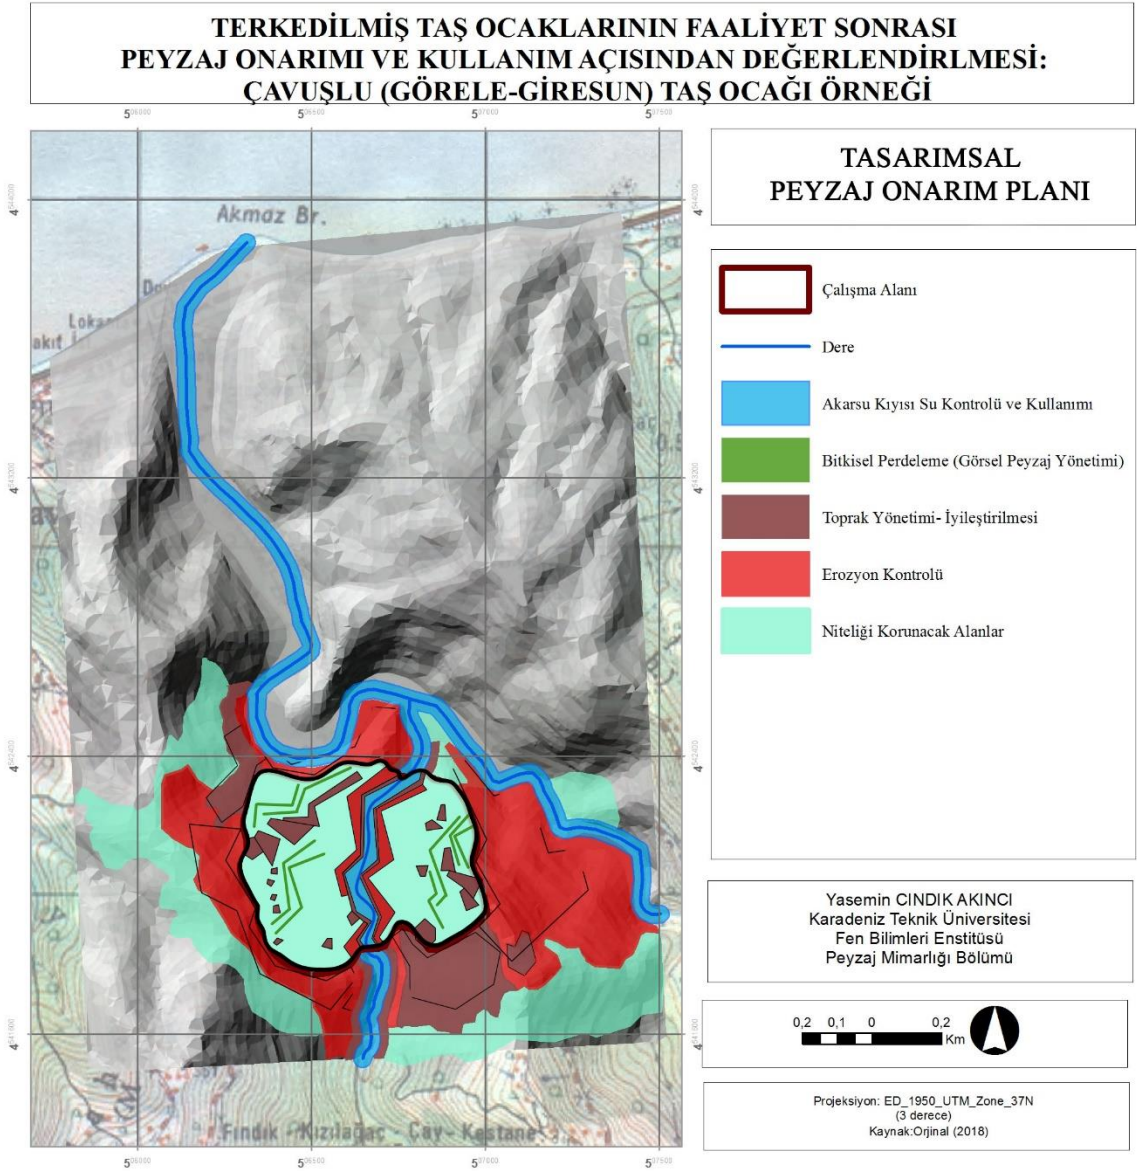 TERKEDİLMİŞ TAŞ OCAKLARININ FAALİYET SONRASI
PEYZAJ ONARIMI VE KULLANIM AÇISINDAN DEĞERLENDİRLMESİ:
ÇAVUŞLU (GÖRELE-GİRESUN) TAŞ OCAĞI ÖRNEĞİ
TASARIMSAL
PEYZAJ ONARIM PLANI
Akmaz Br.
Çalışma Alanı
Dere
Akarsu Kıyısı Su Kontrolü ve Kullanımı
Bitkisel Perdeleme (Görsel Peyzaj Yönetimi)
Toprak Yönetimi- İyileştirilmesi
Erozyon Kontrolü
Niteliği Korunacak Alanlar
Yasemin CINDIK AKINCI
Karadeniz Teknik Üniversitesi
Fen Bilimleri Enstitüsü
Peyzaj Mimarlığı Bölümü
0,2 0,1 0 0,2
Km
Projeksiyon: ED_1950_UTM_Zone_37N
(3 derece)
Kaynak:Orjinal (2018)
Fındık - Kızılağaç - Çay - Kestane